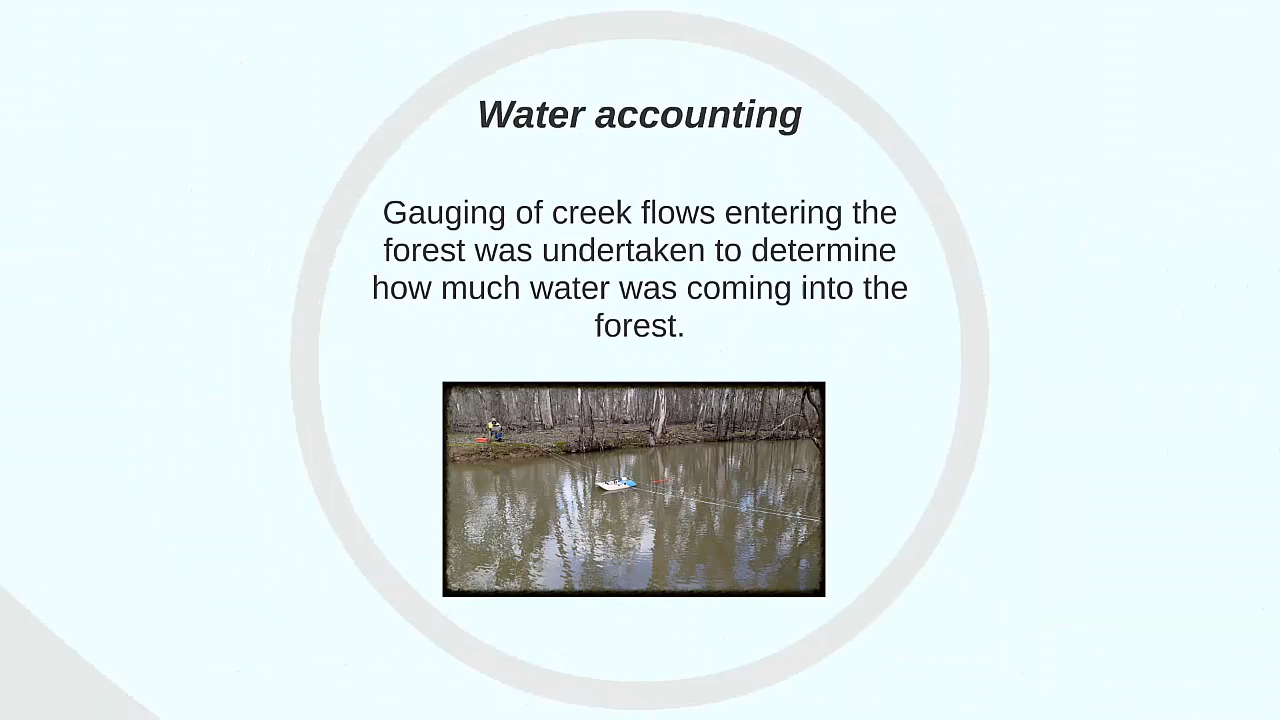 Water accounting
Gauging of creek flows entering the
forest was undertaken to determine
how much water was coming into the
forest.